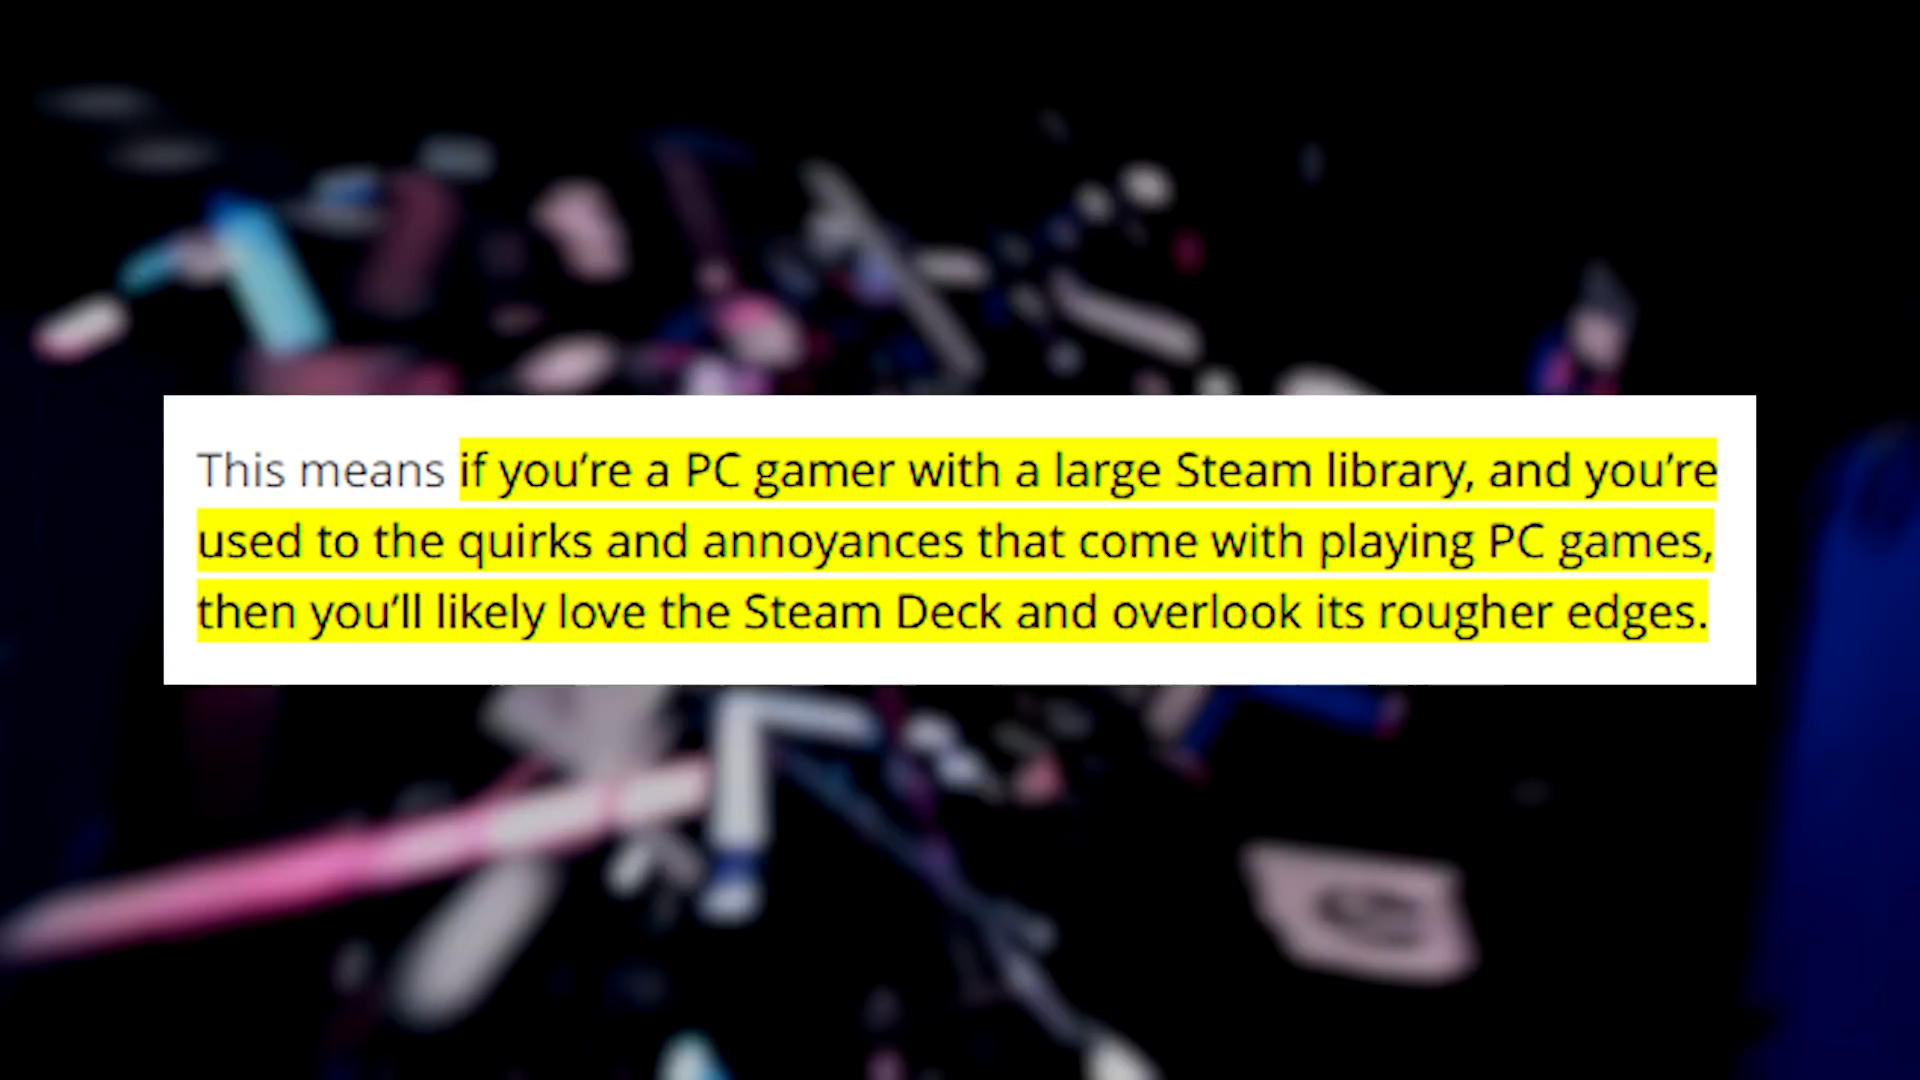 This means if you’re a PC gamer with a large Steam library, and you’re
used to the quirks and annoyances that come with playing PC games,
then you’ll likely love the Steam Deck and overlook its rougher edges.